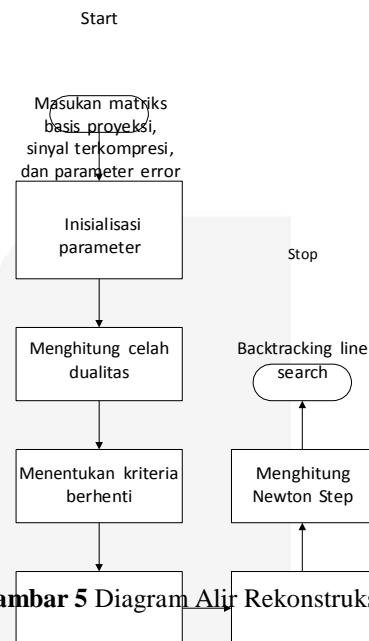 Start
Masukan matriks
basis proyeksi,
sinyal terkompresi,
dan parameter error
Inisialisasi
parameter
Menghitung celah
dualitas
Menentukan kriteria
berhenti
Stop
Backtracking line
search
Menghitung
Newton Step
ambar 5 Diagram Alir Rekonstruks